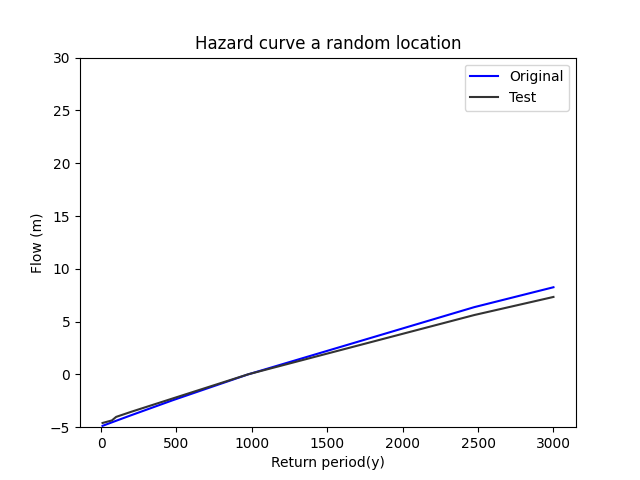 Hazard curve a random location
Original
Test
30
25
20
15
10
5
0
−5
Flow (m)
0 500 1000 1500 2000 2500 3000
Return period(y)